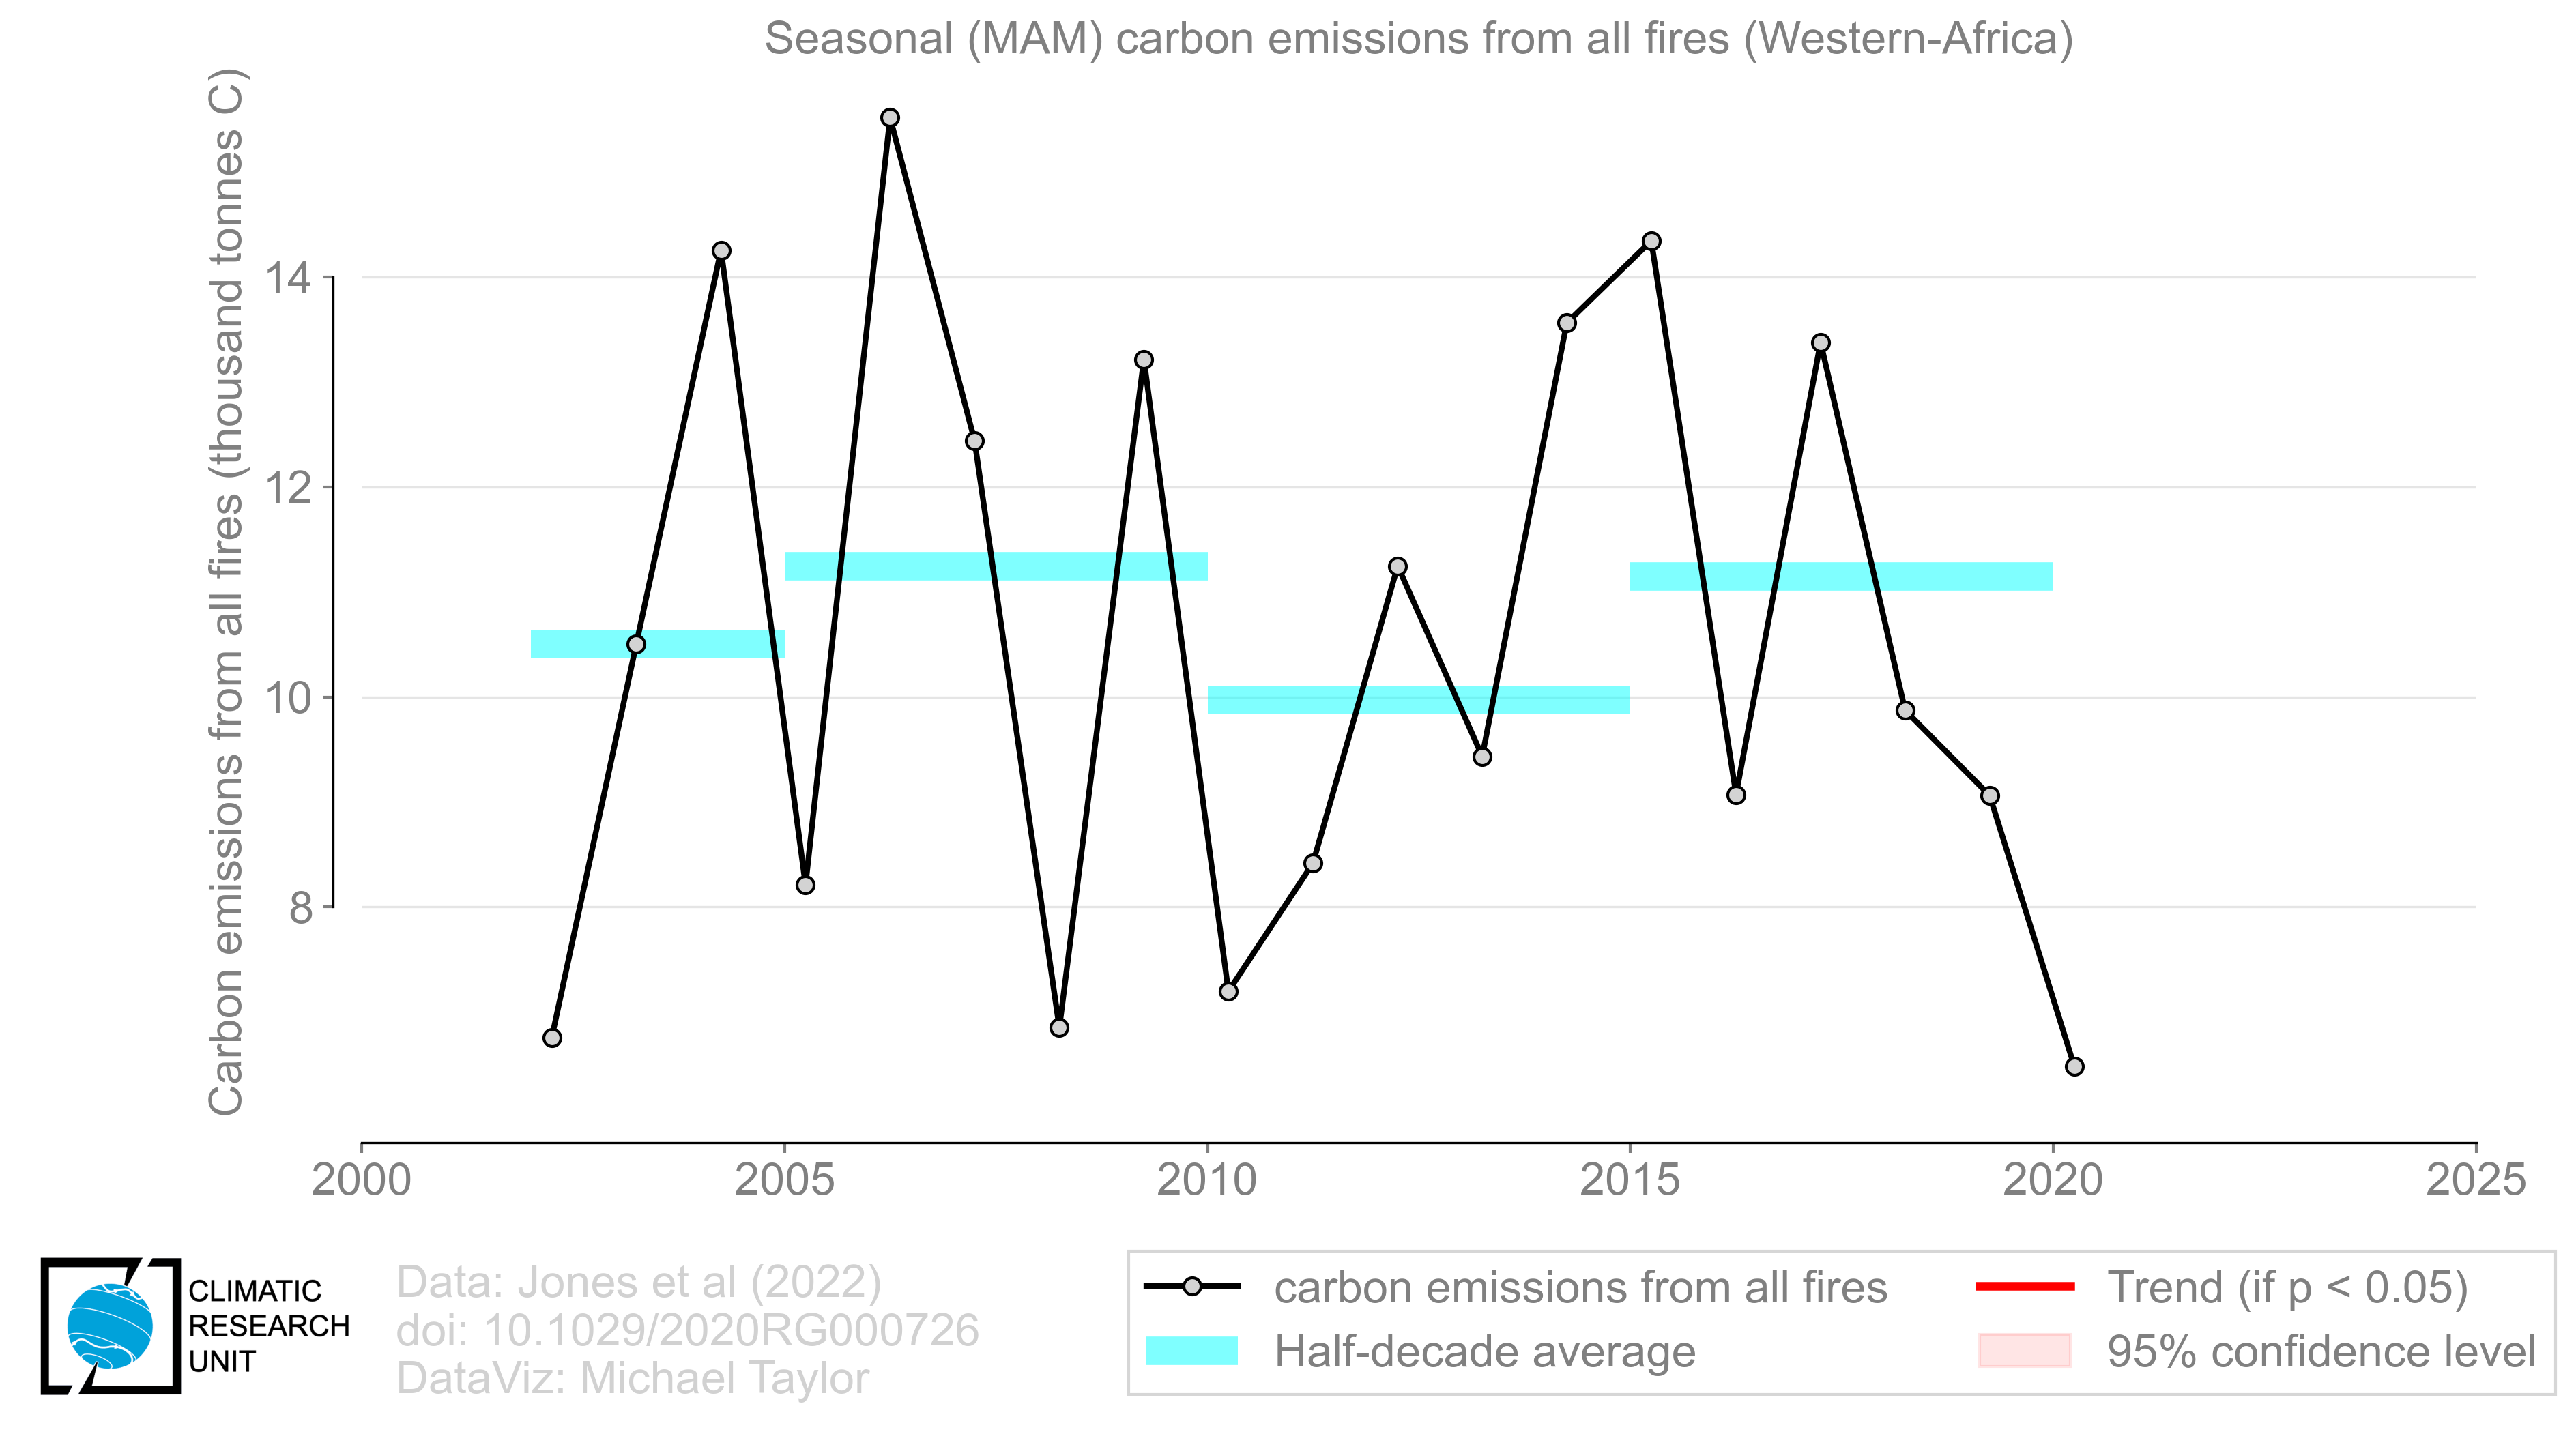 Seasonal (MAM) carbon emissions from all fires (Western-Africa)
Carbon emissions from all fires (thousand tonnes C)
14
12
10
8
2000 2005 2010 2015 2020 2025
CLIMATIC
RESEARCH
UNIT
Data: Jones et al (2022)
doi: 10.1029/2020RG000726
DataViz: Michael Taylor
carbon emissions from all fires
Half-decade average
Trend (if p < 0.05)
95% confidence level